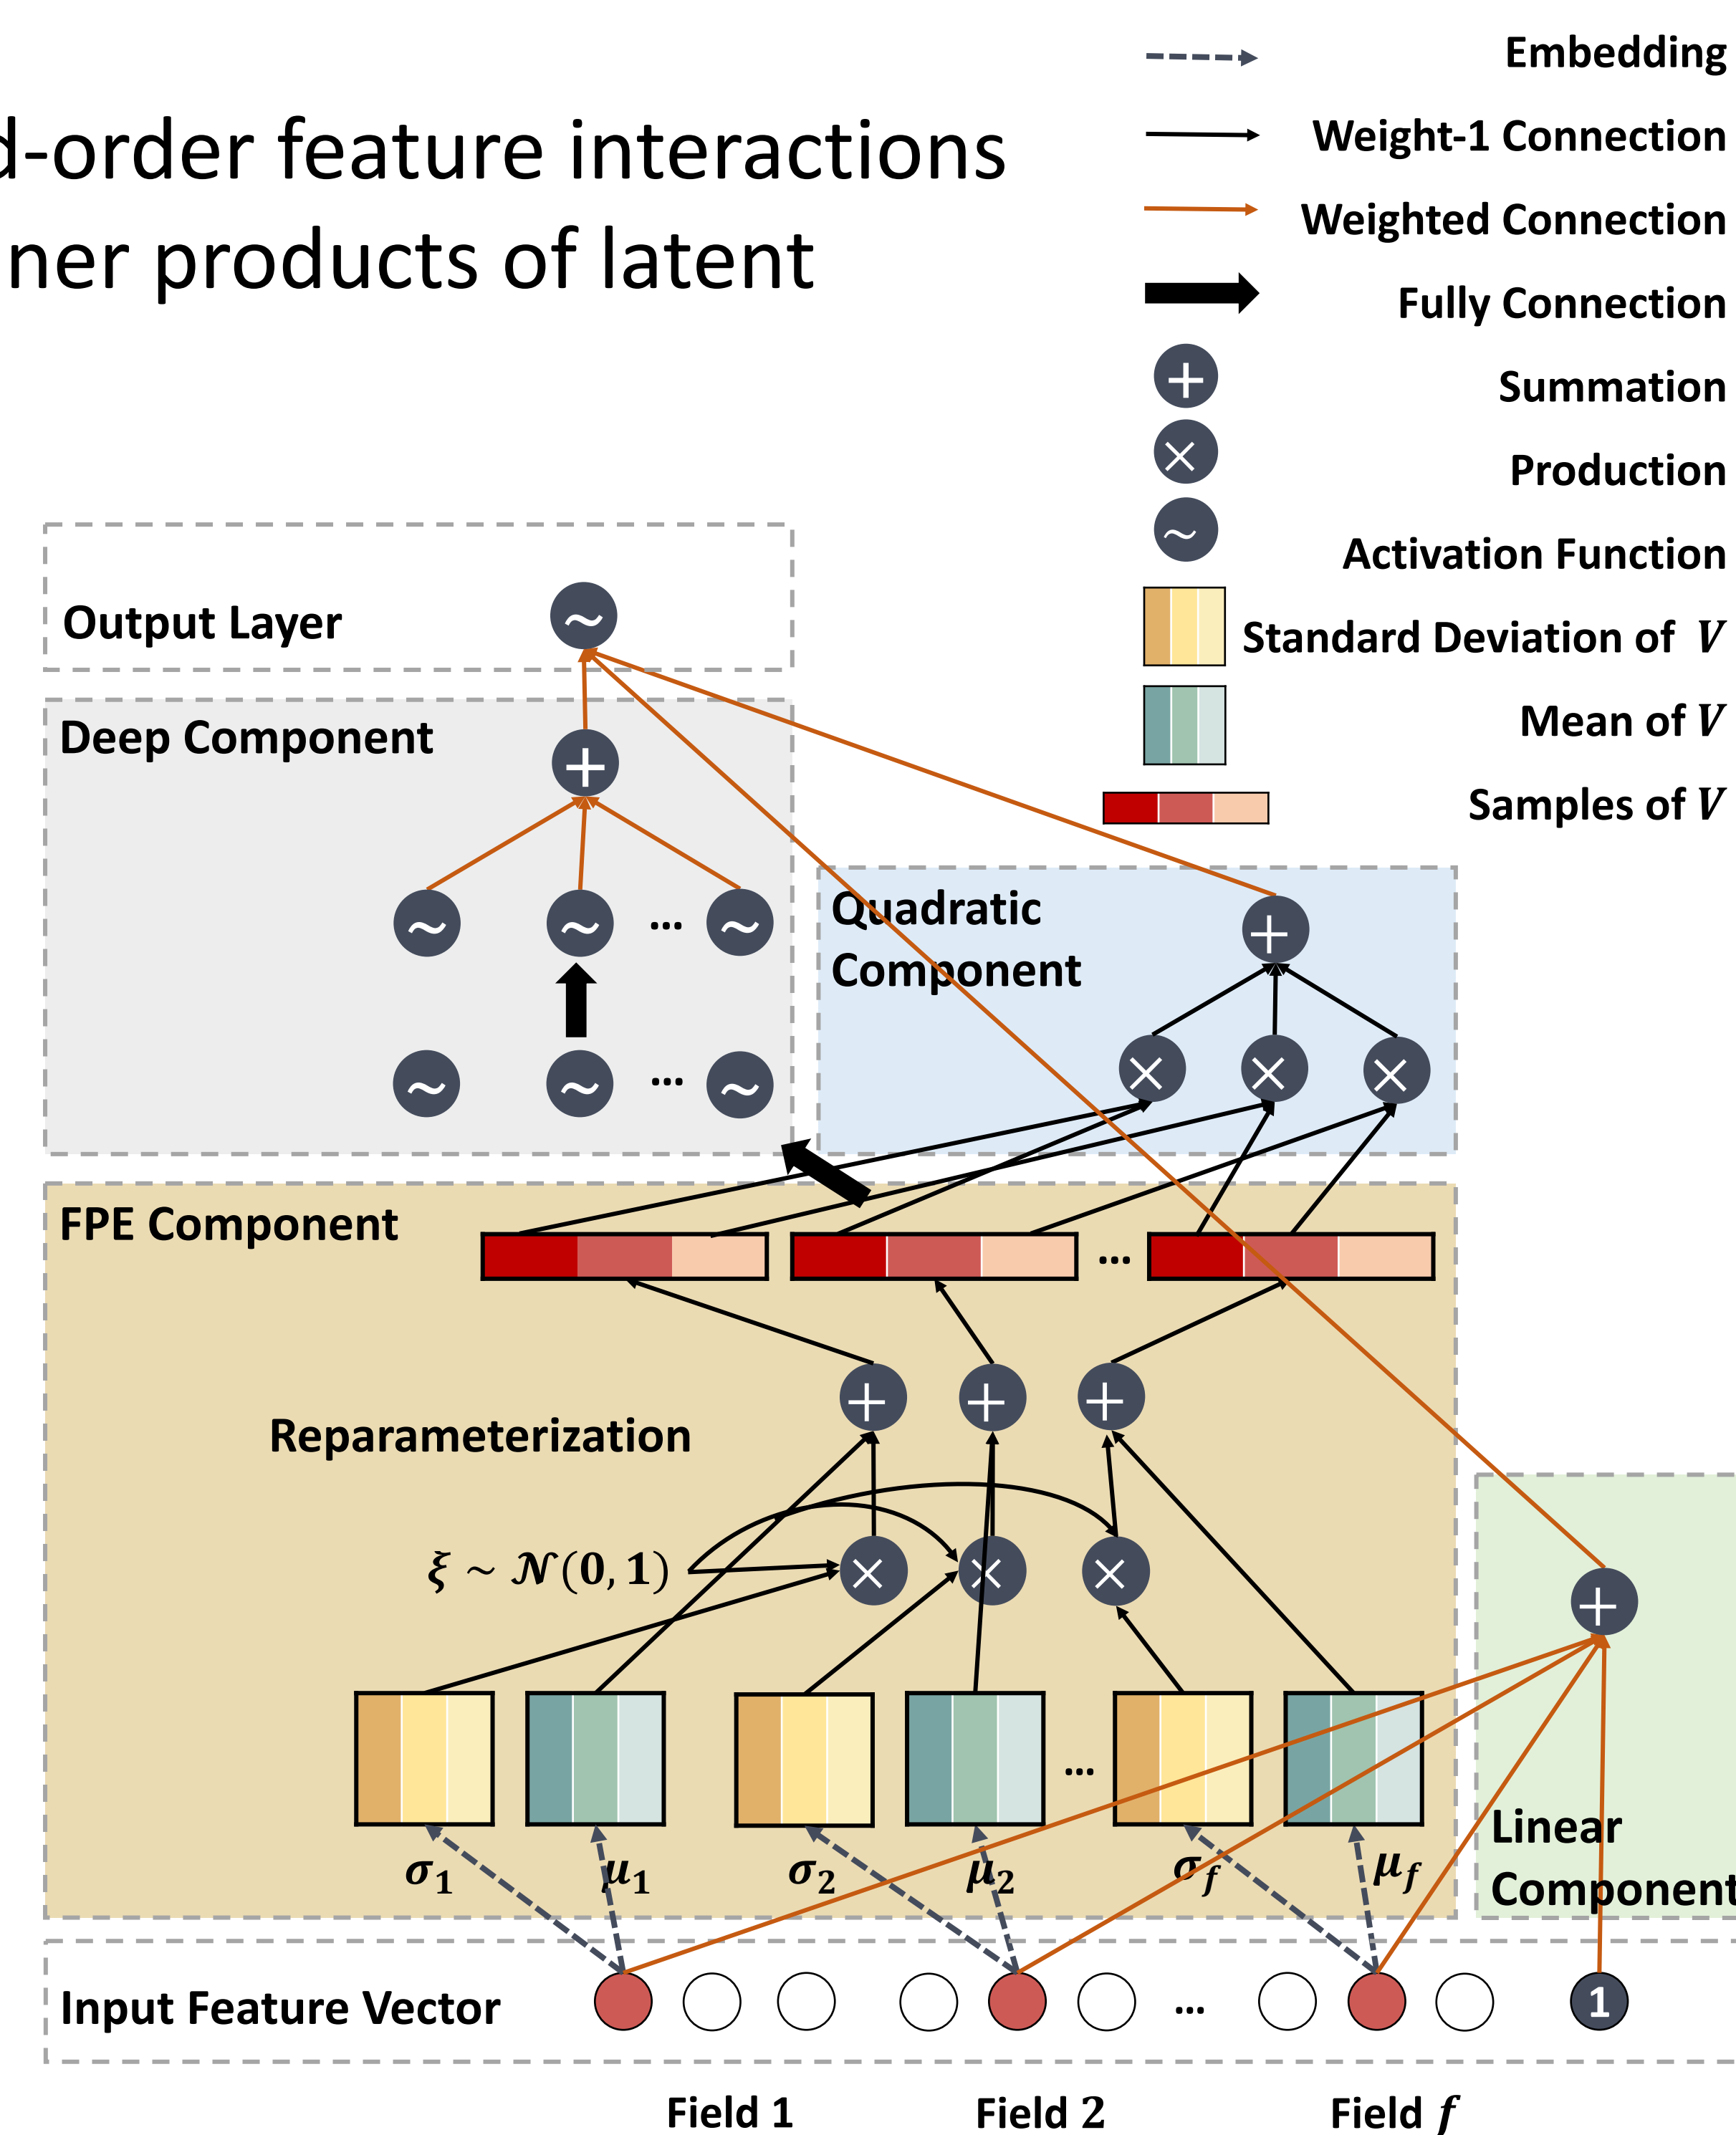 d-order feature interactions
ner products of latent
Embedding
Weight-1 Connection
Weighted Connection
Fully Connection
Summation
Production
Activation Function
Standard Deviation of V
Mean of V
Samples of V
Output Layer
Deep Component
...
...
Quadratic
Component
FPE Component
...
Reparameterization
ξ ~ 𝒩(0, 1)
...
σ₁ μ₁ σ₂ μ₂ σ_f μ_f
Linear
Component
Input Feature Vector ... 1
Field 1 Field 2 Field f